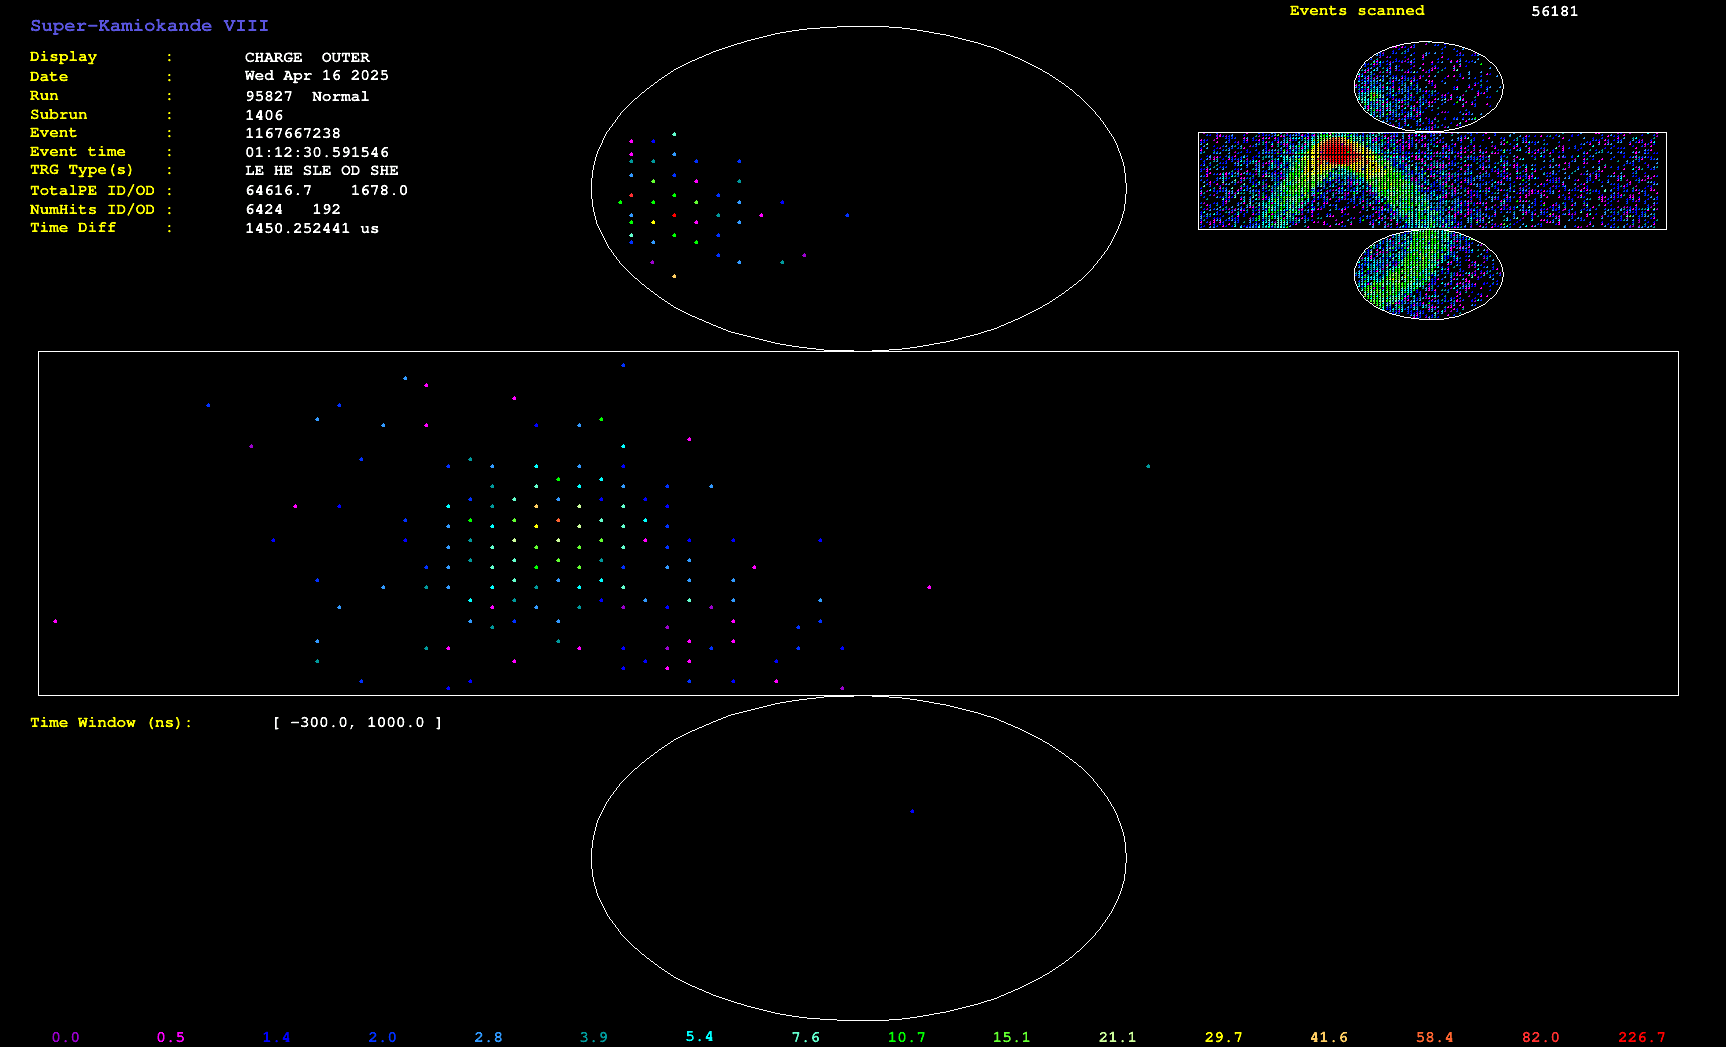 Super-Kamiokande VIII
Events scanned 56181
Display : CHARGE OUTER
Date : Wed Apr 16 2025
Run : 95827 Normal
Subrun : 1406
Event : 1167667238
Event time : 01:12:30.591546
TRG Type(s) : LE HE SLE OD SHE
TotalPE ID/OD : 64616.7 1678.0
NumHits ID/OD : 6424 192
Time Diff : 1450.252441 us
Time Window (ns): [ -300.0, 1000.0 ]
0.0 0.5 1.4 2.0 2.8 3.9 5.4 7.6 10.7 15.1 21.1 29.7 41.6 58.4 82.0 226.7